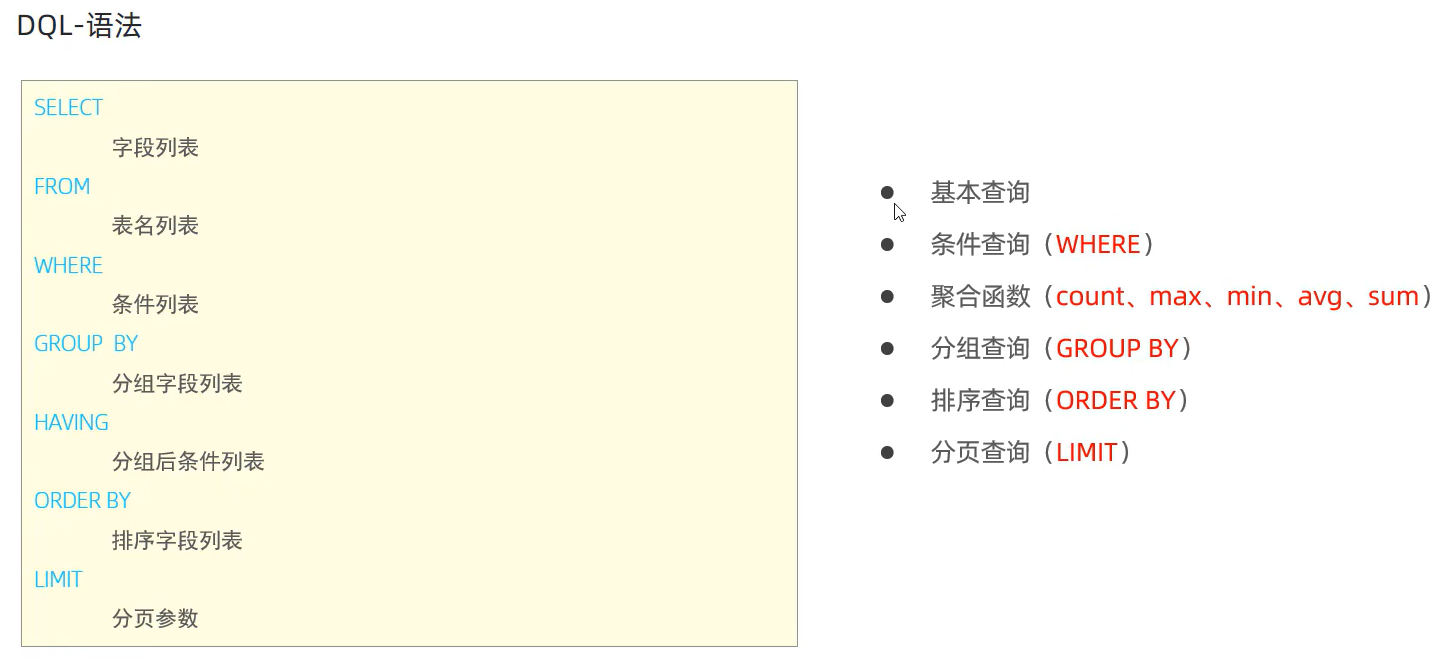 DQL-语法
SELECT
字段列表
FROM
表名列表
WHERE
条件列表
GROUP BY
分组字段列表
HAVING
分组后条件列表
ORDER BY
排序字段列表
LIMIT
分页参数
基本查询
条件查询（WHERE）
聚合函数（count、max、min、avg、sum）
分组查询（GROUP BY）
排序查询（ORDER BY）
分页查询（LIMIT）